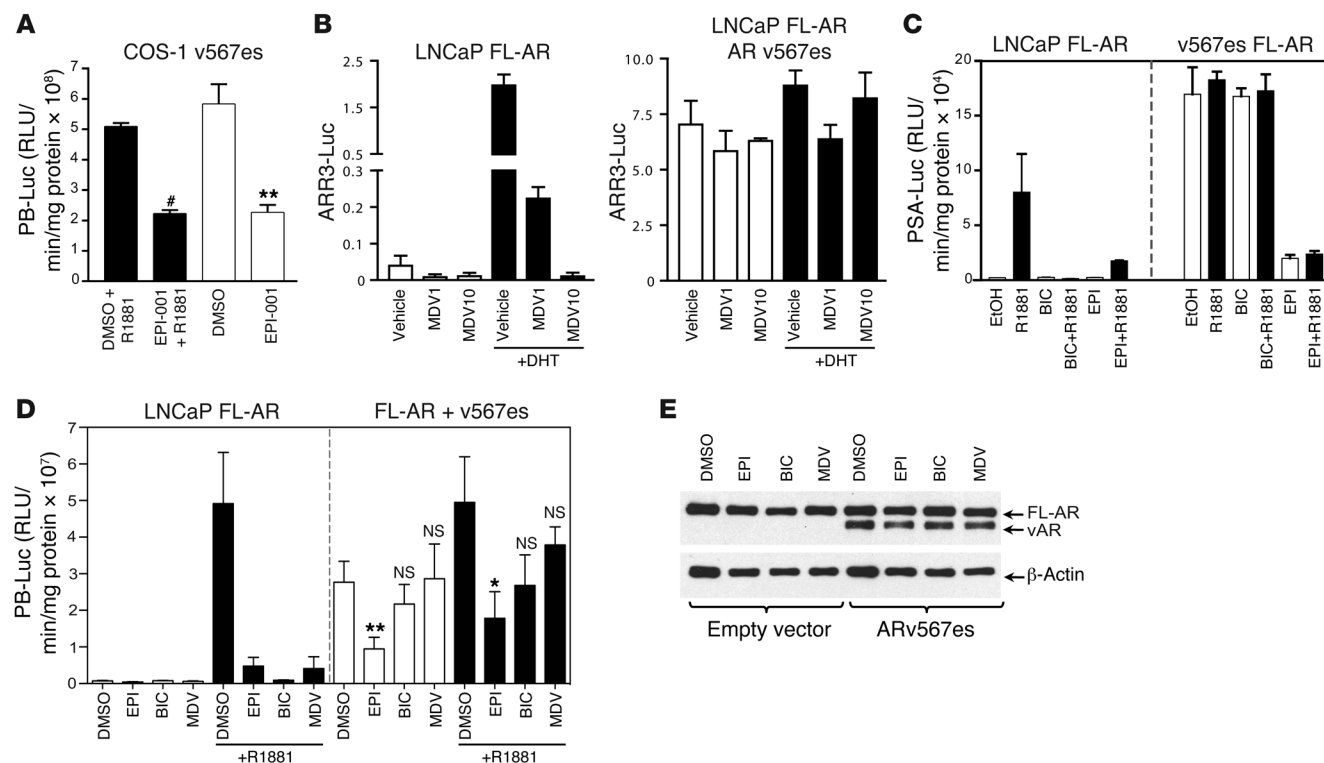 A
COS-1 v567es
PB-Luc (RLU/
min/mg protein × 10⁸)
7
6
5
4
3
2
1
0
#
**
DMSO +
R1881
EPI-001
+ R1881
DMSO
EPI-001
B
LNCaP FL-AR
ARR3-Luc
2.5
1.5
0.5
0.3
0.2
0.1
0
Vehicle
MDV1
MDV10
Vehicle
MDV1
MDV10
+DHT
LNCaP FL-AR
AR v567es
ARR3-Luc
10.0
7.5
5.0
2.5
0
Vehicle
MDV1
MDV10
Vehicle
MDV1
MDV10
+DHT
C
LNCaP FL-AR
v567es FL-AR
PSA-Luc (RLU/
min/mg protein × 10⁴)
20
10
5
0
EtOH
R1881
BIC
BIC+R1881
EPI
EPI+R1881
EtOH
R1881
BIC
BIC+R1881
EPI
EPI+R1881
D
LNCaP FL-AR
FL-AR + v567es
PB-Luc (RLU/
min/mg protein × 10⁷)
7
6
5
4
3
2
1
0
**
NS
NS
*
NS
NS
DMSO
EPI
BIC
MDV
DMSO
EPI
BIC
MDV
DMSO
EPI
BIC
MDV
DMSO
EPI
BIC
MDV
+R1881
+R1881
E
DMSO
EPI
BIC
MDV
DMSO
EPI
BIC
MDV
FL-AR
vAR
β-Actin
Empty vector
ARv567es